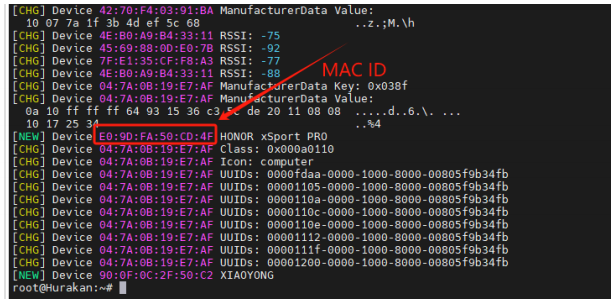 [CHG] Device 42:70:F4:03:91:BA ManufacturerData Value:
10 07 7a 1f 3b 4d ef 5c 68 ..z.;M.\h
[CHG] Device 4E:B0:A9:B4:33:11 RSSI: -75
[CHG] Device 45:69:88:0D:E0:7B RSSI: -92
[CHG] Device 7F:E1:35:CF:F8:A3 RSSI: -77
[CHG] Device 4E:B0:A9:B4:33:11 RSSI: -88
MAC ID
[CHG] Device 04:7A:0B:19:E7:AF ManufacturerData Key: 0x038f
[CHG] Device 04:7A:0B:19:E7:AF ManufacturerData Value:
0a 10 ff ff ff 64 93 15 36 c3 5c de 20 11 08 08 .....d..6.\. ...
10 17 25 34 ..%4
[NEW] Device E0:9D:FA:50:CD:4F HONOR xSport PRO
[CHG] Device 04:7A:0B:19:E7:AF Class: 0x000a0110
[CHG] Device 04:7A:0B:19:E7:AF Icon: computer
[CHG] Device 04:7A:0B:19:E7:AF UUIDs: 0000fdaa-0000-1000-8000-00805f9b34fb
[CHG] Device 04:7A:0B:19:E7:AF UUIDs: 00001105-0000-1000-8000-00805f9b34fb
[CHG] Device 04:7A:0B:19:E7:AF UUIDs: 0000110a-0000-1000-8000-00805f9b34fb
[CHG] Device 04:7A:0B:19:E7:AF UUIDs: 0000110c-0000-1000-8000-00805f9b34fb
[CHG] Device 04:7A:0B:19:E7:AF UUIDs: 0000110e-0000-1000-8000-00805f9b34fb
[CHG] Device 04:7A:0B:19:E7:AF UUIDs: 00001112-0000-1000-8000-00805f9b34fb
[CHG] Device 04:7A:0B:19:E7:AF UUIDs: 0000111f-0000-1000-8000-00805f9b34fb
[CHG] Device 04:7A:0B:19:E7:AF UUIDs: 00001200-0000-1000-8000-00805f9b34fb
[NEW] Device 90:0F:0C:2F:50:C2 XIAOYONG
root@Hurakan:~#